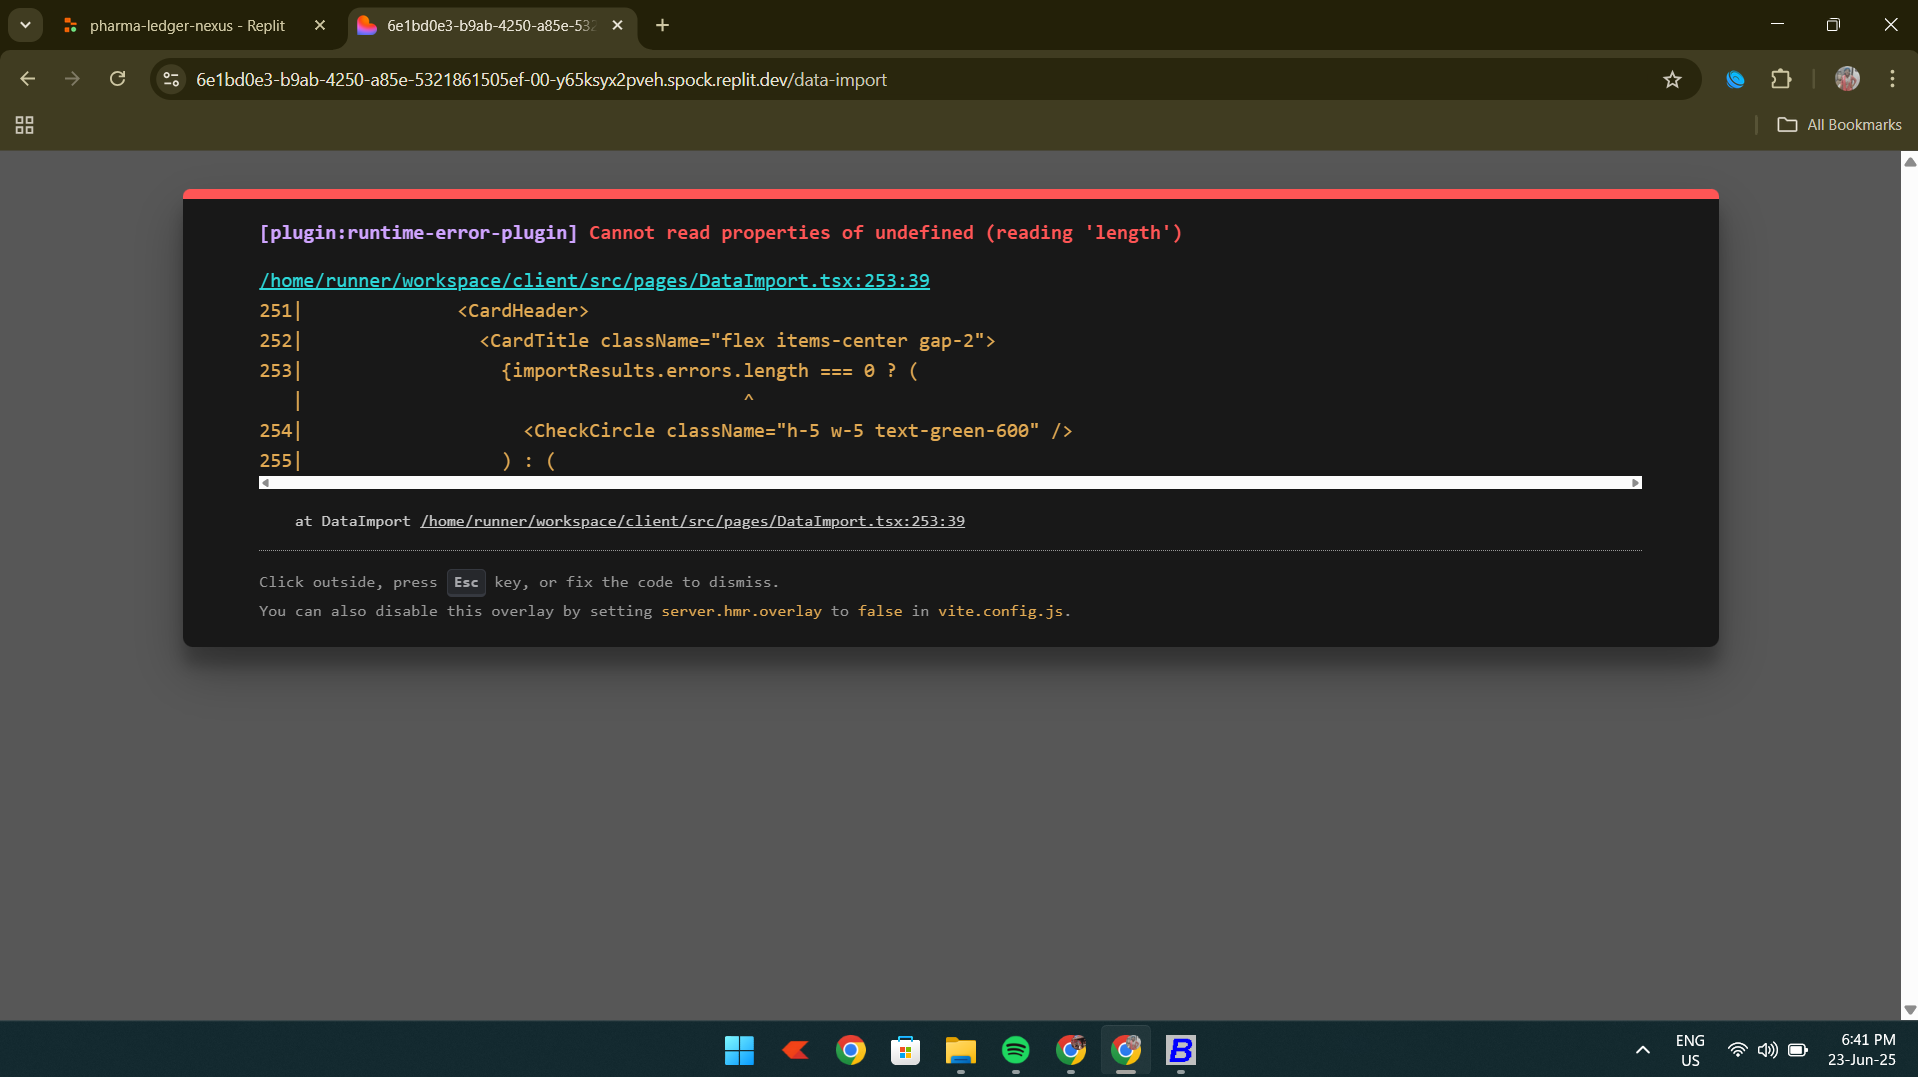 pharma-ledger-nexus - Replit
6e1bd0e3-b9ab-4250-a85e-532
6e1bd0e3-b9ab-4250-a85e-5321861505ef-00-y65ksyx2pveh.spock.replit.dev/data-import
All Bookmarks
[plugin:runtime-error-plugin] Cannot read properties of undefined (reading 'length')
/home/runner/workspace/client/src/pages/DataImport.tsx:253:39
251|              <CardHeader>
252|                <CardTitle className="flex items-center gap-2">
253|                  {importResults.errors.length === 0 ? (
|                                        ^
254|                    <CheckCircle className="h-5 w-5 text-green-600" />
255|                  ) : (
at DataImport /home/runner/workspace/client/src/pages/DataImport.tsx:253:39
Click outside, press Esc key, or fix the code to dismiss.
You can also disable this overlay by setting server.hmr.overlay to false in vite.config.js.
B
ENG
US
6:41 PM
23-Jun-25